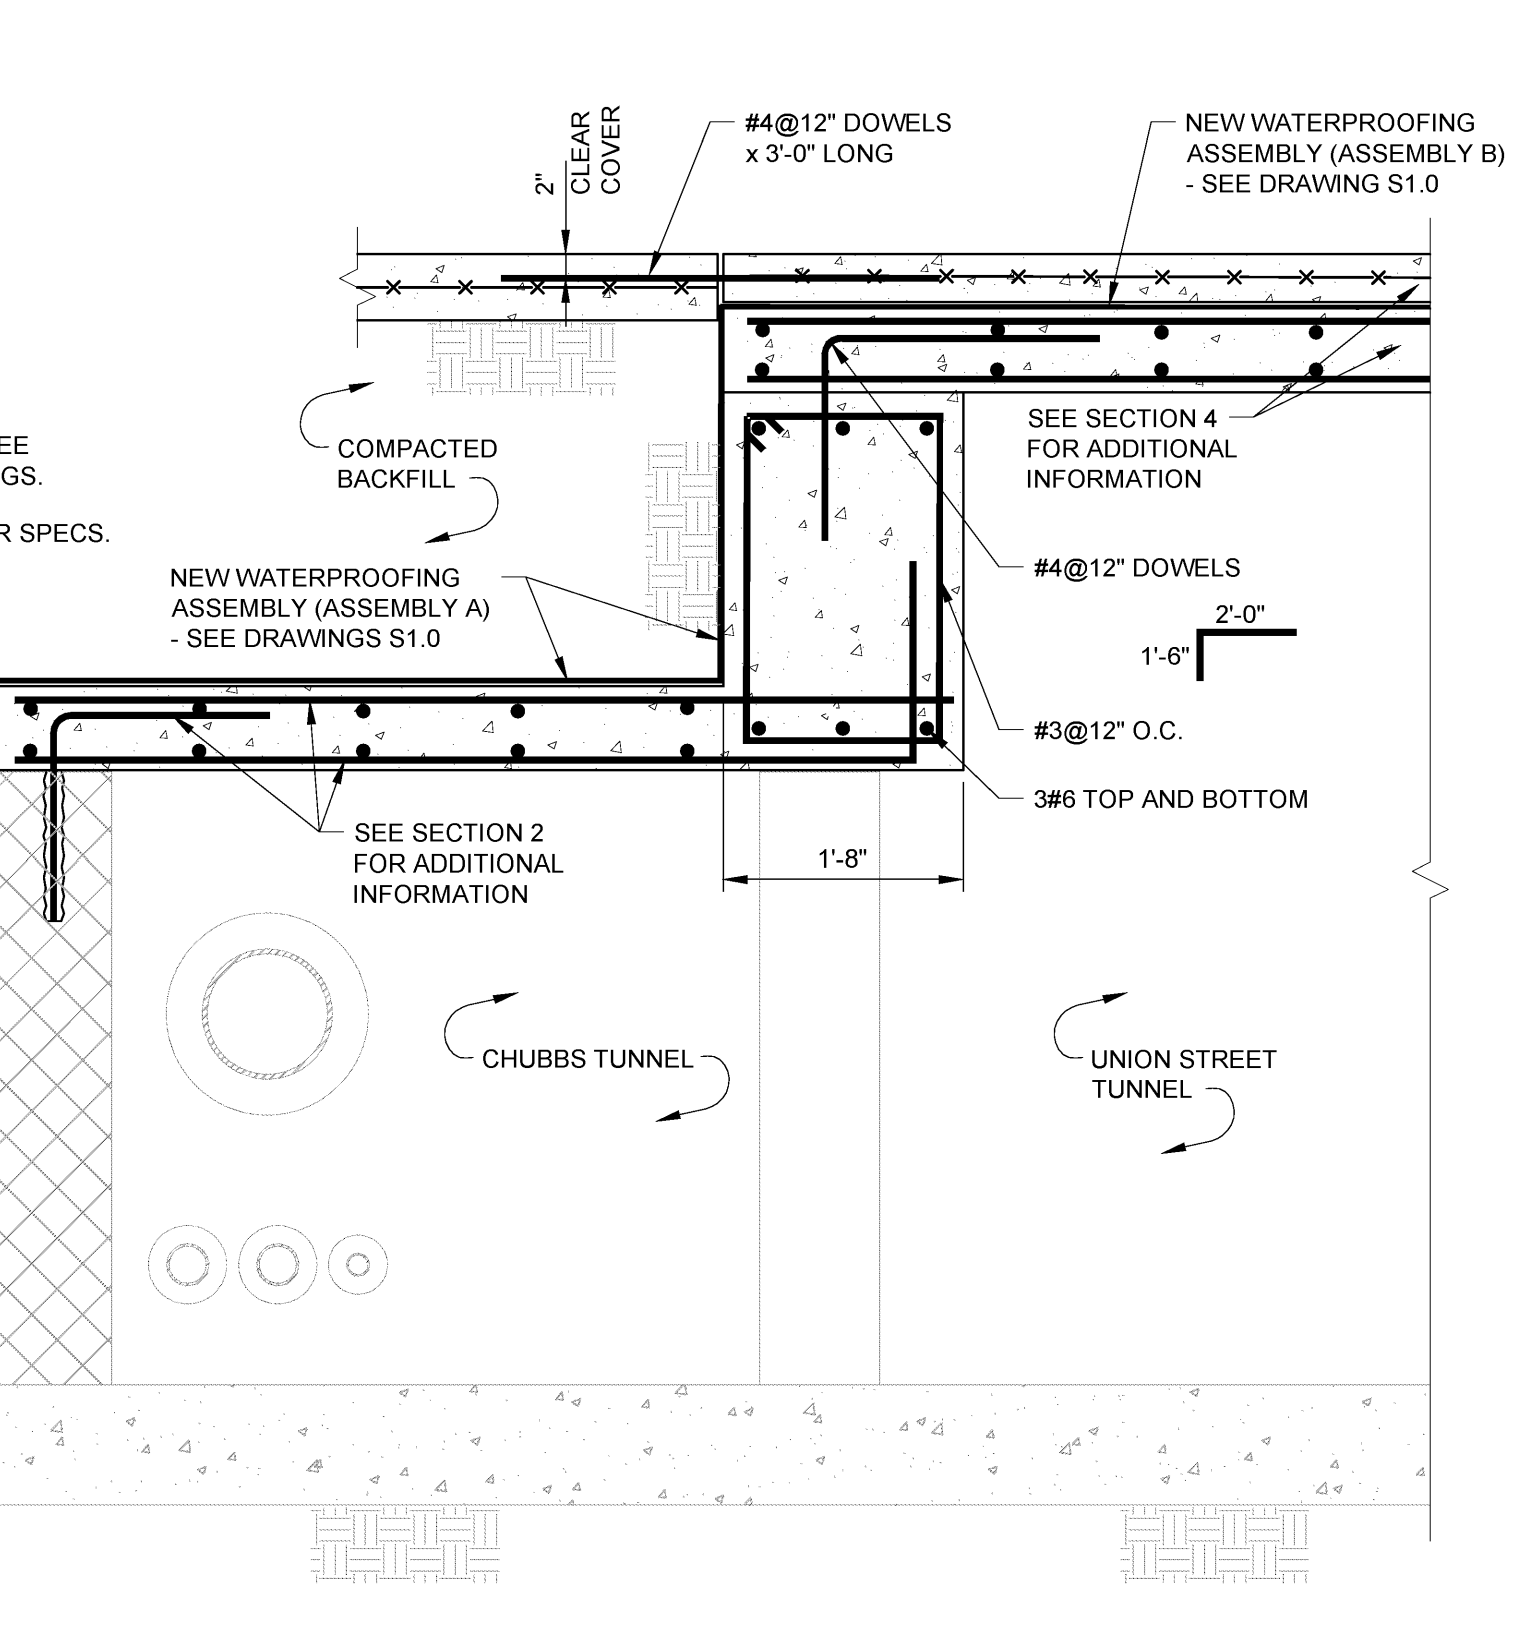 2"
CLEAR
COVER
#4@12" DOWELS
x 3'-0" LONG
NEW WATERPROOFING
ASSEMBLY (ASSEMBLY B)
- SEE DRAWING S1.0
SEE SECTION 4
FOR ADDITIONAL
INFORMATION
EE
GS.
R SPECS.
COMPACTED
BACKFILL
NEW WATERPROOFING
ASSEMBLY (ASSEMBLY A)
- SEE DRAWINGS S1.0
#4@12" DOWELS
2'-0"
1'-6"
#3@12" O.C.
3#6 TOP AND BOTTOM
SEE SECTION 2
FOR ADDITIONAL
INFORMATION
1'-8"
CHUBBS TUNNEL
UNION STREET
TUNNEL